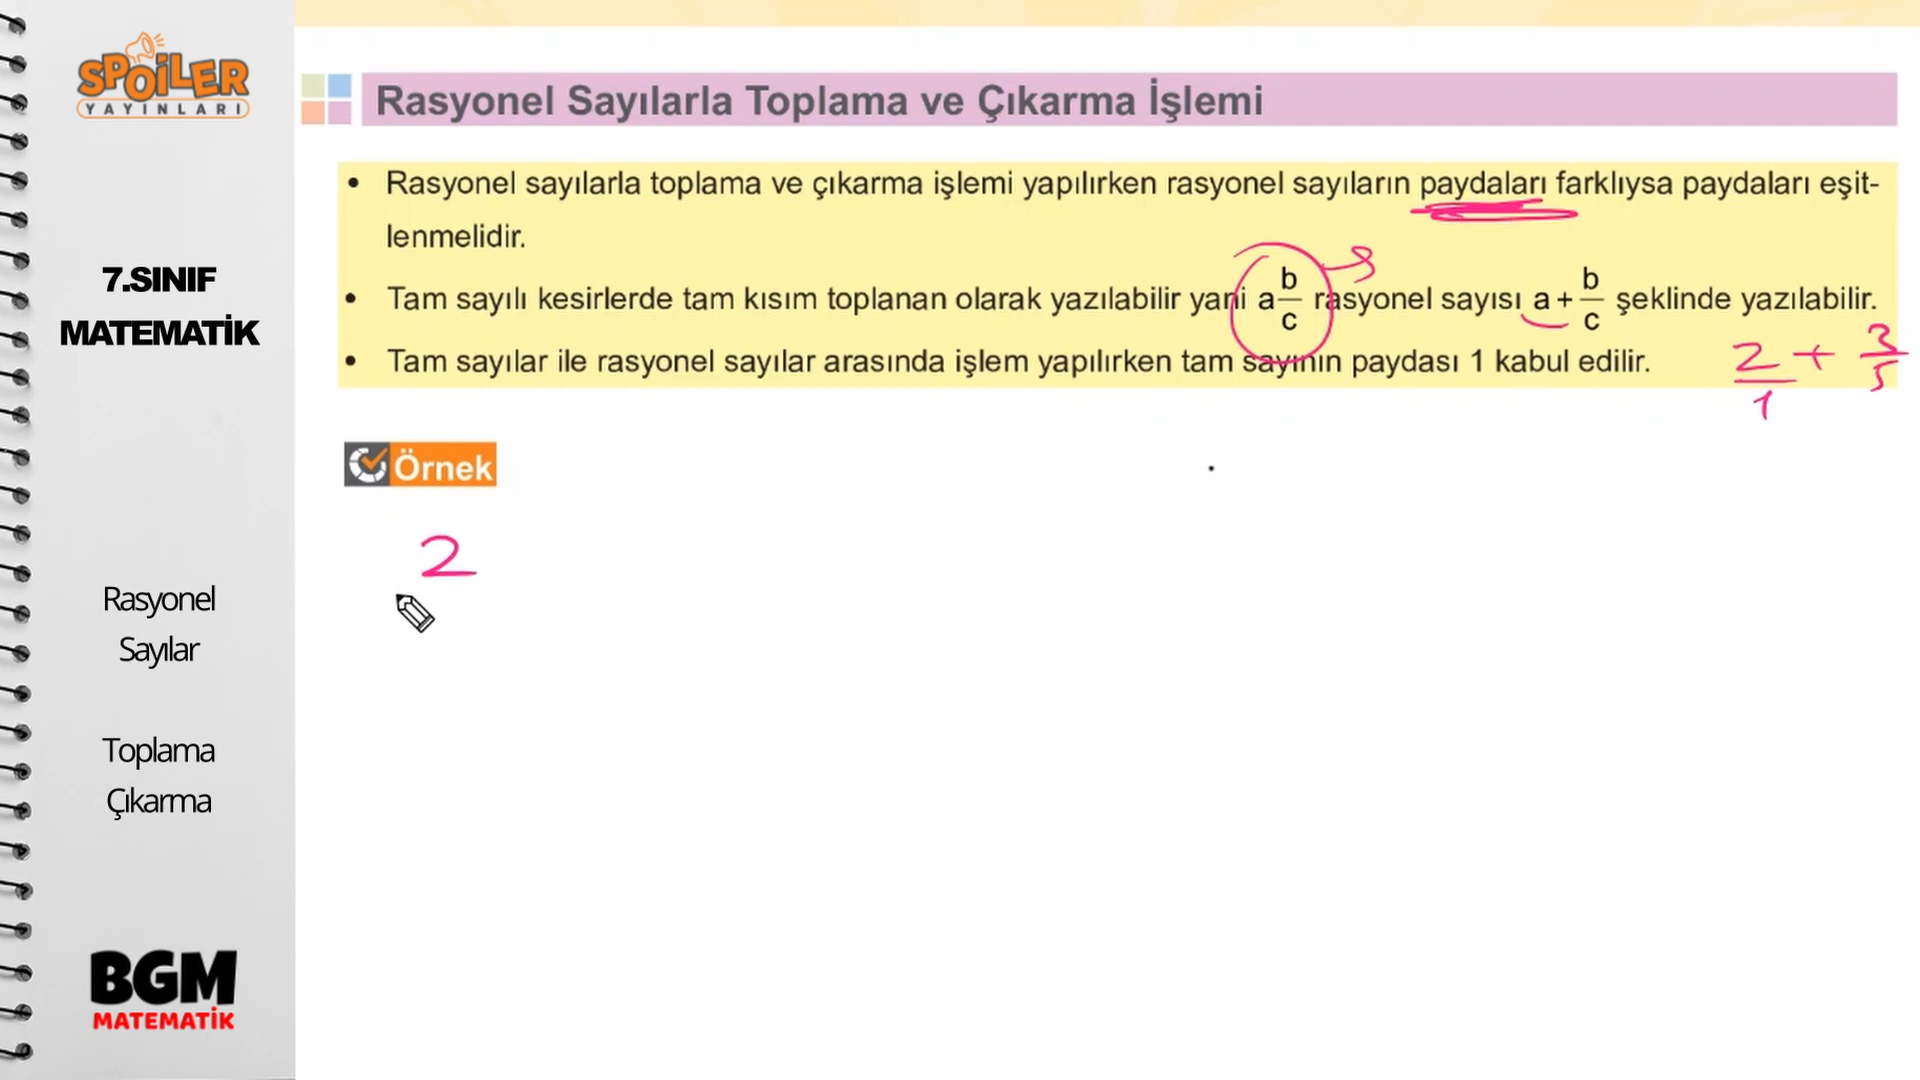 SPOiLER
YAYINLARI
7.SINIF
MATEMATİK
Rasyonel
Sayılar
Toplama
Çıkarma
BGM
MATEMATİK
Rasyonel Sayılarla Toplama ve Çıkarma İşlemi
• Rasyonel sayılarla toplama ve çıkarma işlemi yapılırken rasyonel sayıların paydaları farklıysa paydaları eşit-
lenmelidir.
• Tam sayılı kesirlerde tam kısım toplanan olarak yazılabilir yani a b/c rasyonel sayısı a + b/c şeklinde yazılabilir.
• Tam sayılar ile rasyonel sayılar arasında işlem yapılırken tam sayının paydası 1 kabul edilir.
2/1 + 3/5
Örnek
2